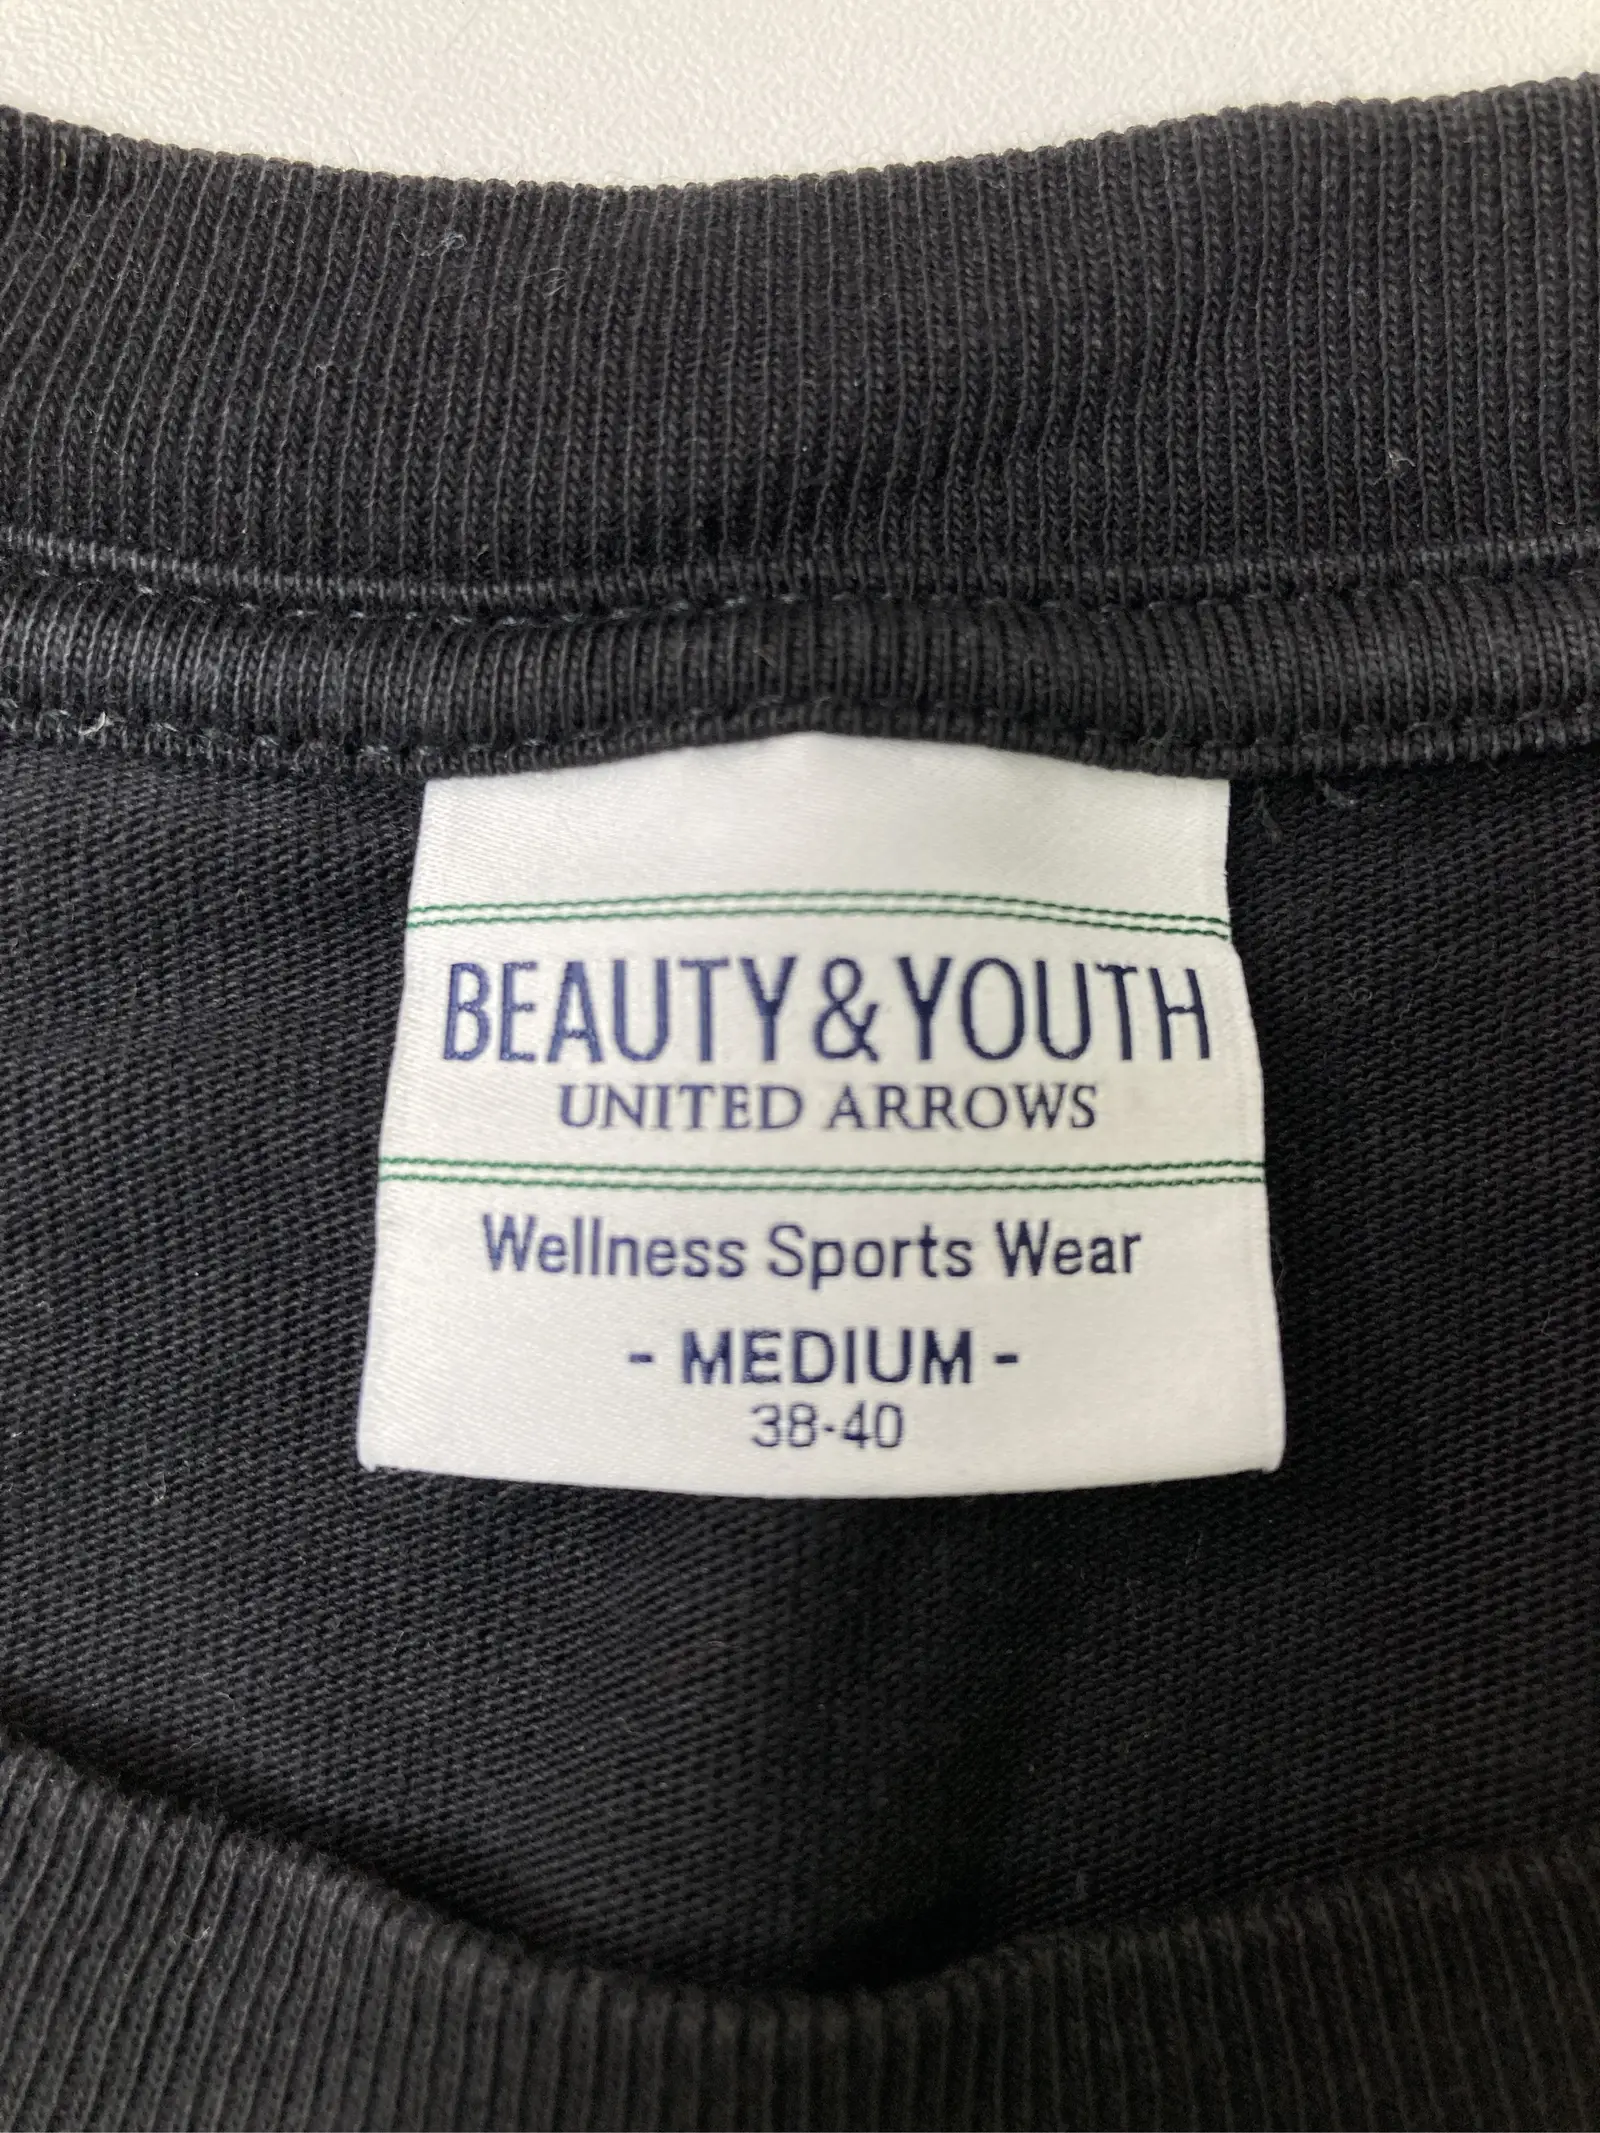 BEAUTY&YOUTH
UNITED ARROWS
Wellness Sports Wear
- MEDIUM -
38-40